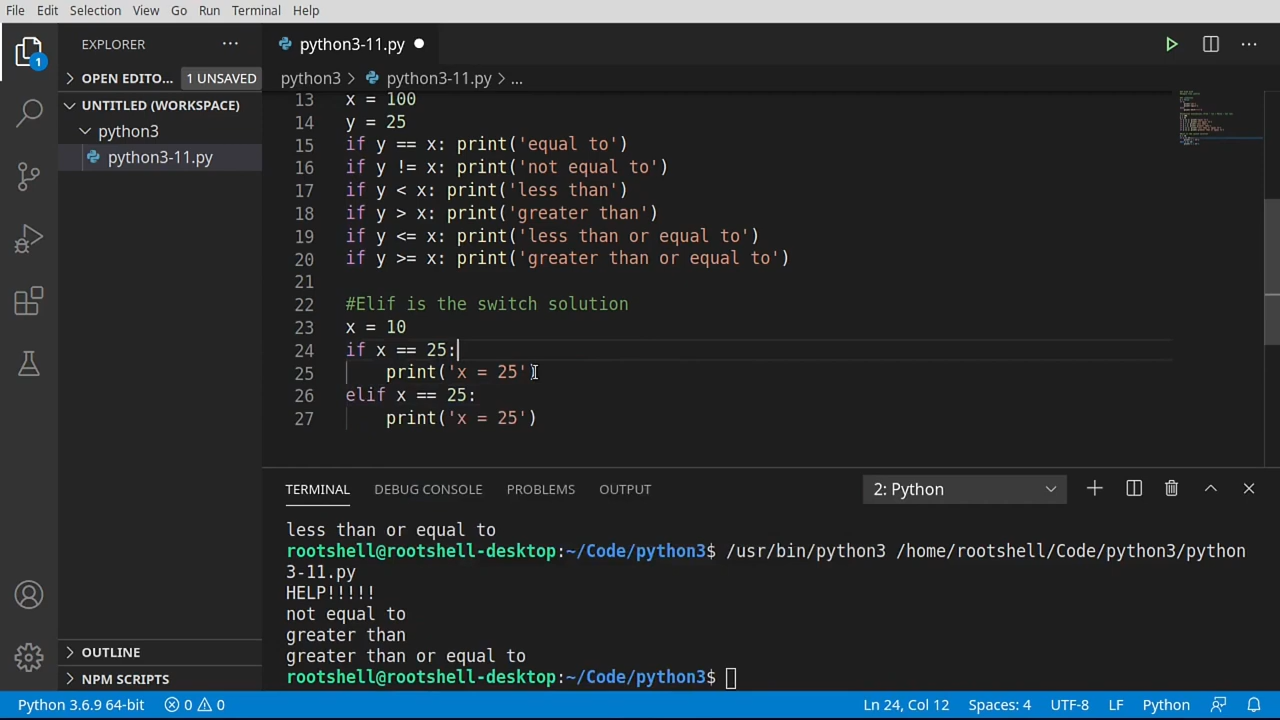 File Edit Selection View Go Run Terminal Help
EXPLORER ···
python3-11.py
1
OPEN EDITO... 1 UNSAVED
UNTITLED (WORKSPACE)
python3
python3-11.py
python3 > python3-11.py > ...
13 x = 100
14 y = 25
15 if y == x: print('equal to')
16 if y != x: print('not equal to')
17 if y < x: print('less than')
18 if y > x: print('greater than')
19 if y <= x: print('less than or equal to')
20 if y >= x: print('greater than or equal to')
21
22 #Elif is the switch solution
23 x = 10
24 if x == 25:
25 print('x = 25')
26 elif x == 25:
27 print('x = 25')
TERMINAL DEBUG CONSOLE PROBLEMS OUTPUT 2: Python
less than or equal to
rootshell@rootshell-desktop:~/Code/python3$ /usr/bin/python3 /home/rootshell/Code/python3/python
3-11.py
HELP!!!!!
not equal to
greater than
greater than or equal to
rootshell@rootshell-desktop:~/Code/python3$
OUTLINE
NPM SCRIPTS
Python 3.6.9 64-bit 0 0 Ln 24, Col 12 Spaces: 4 UTF-8 LF Python